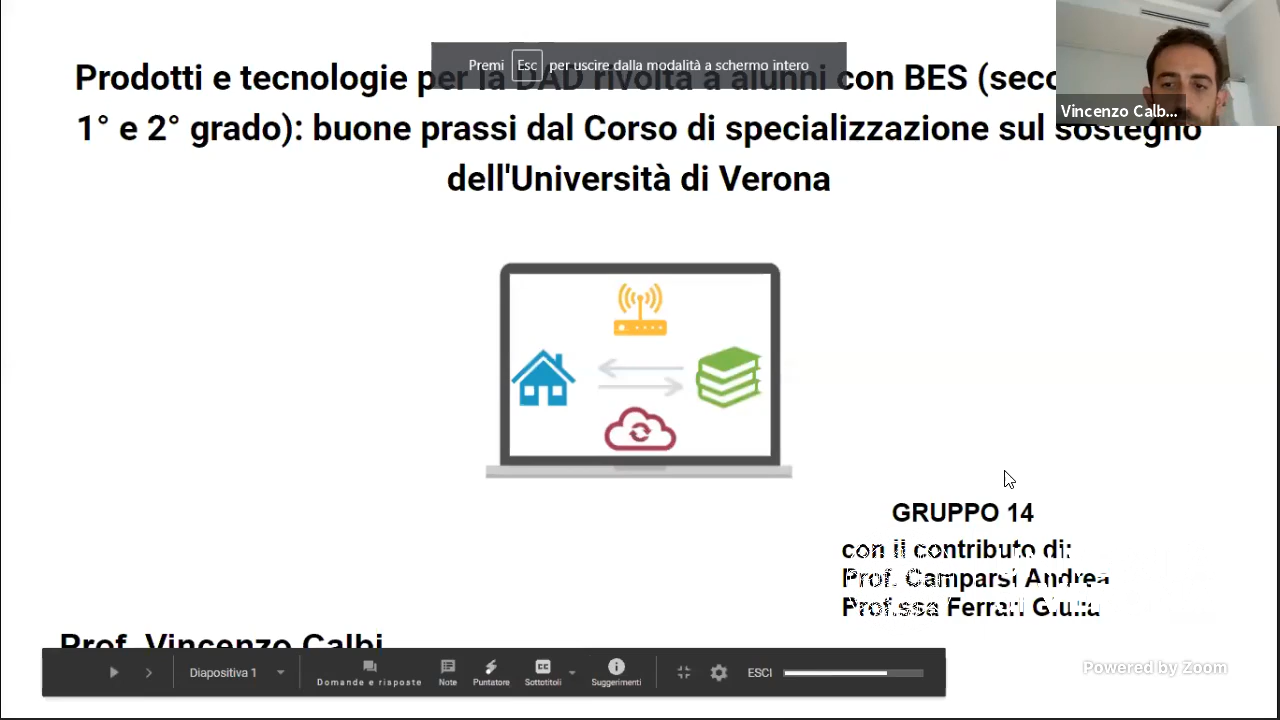 Premi Esc per uscire dalla modalità a schermo intero
Prodotti e tecnologie per la DAD rivolta a alunni con BES
1° e 2° grado): buone prassi dal Corso di specializzazione sul sostegno
dell'Università di Verona
Vincenzo Calb...
GRUPPO 14
con il contributo di:
Prof. Camparsi Andrea
Prof.ssa Ferrari Giulia
Prof. Vincenzo Calbi
Diapositiva 1
Domande e risposte
Note
Puntatore
CC
Sottotitoli
Suggerimenti
ESCI
Powered by Zoom